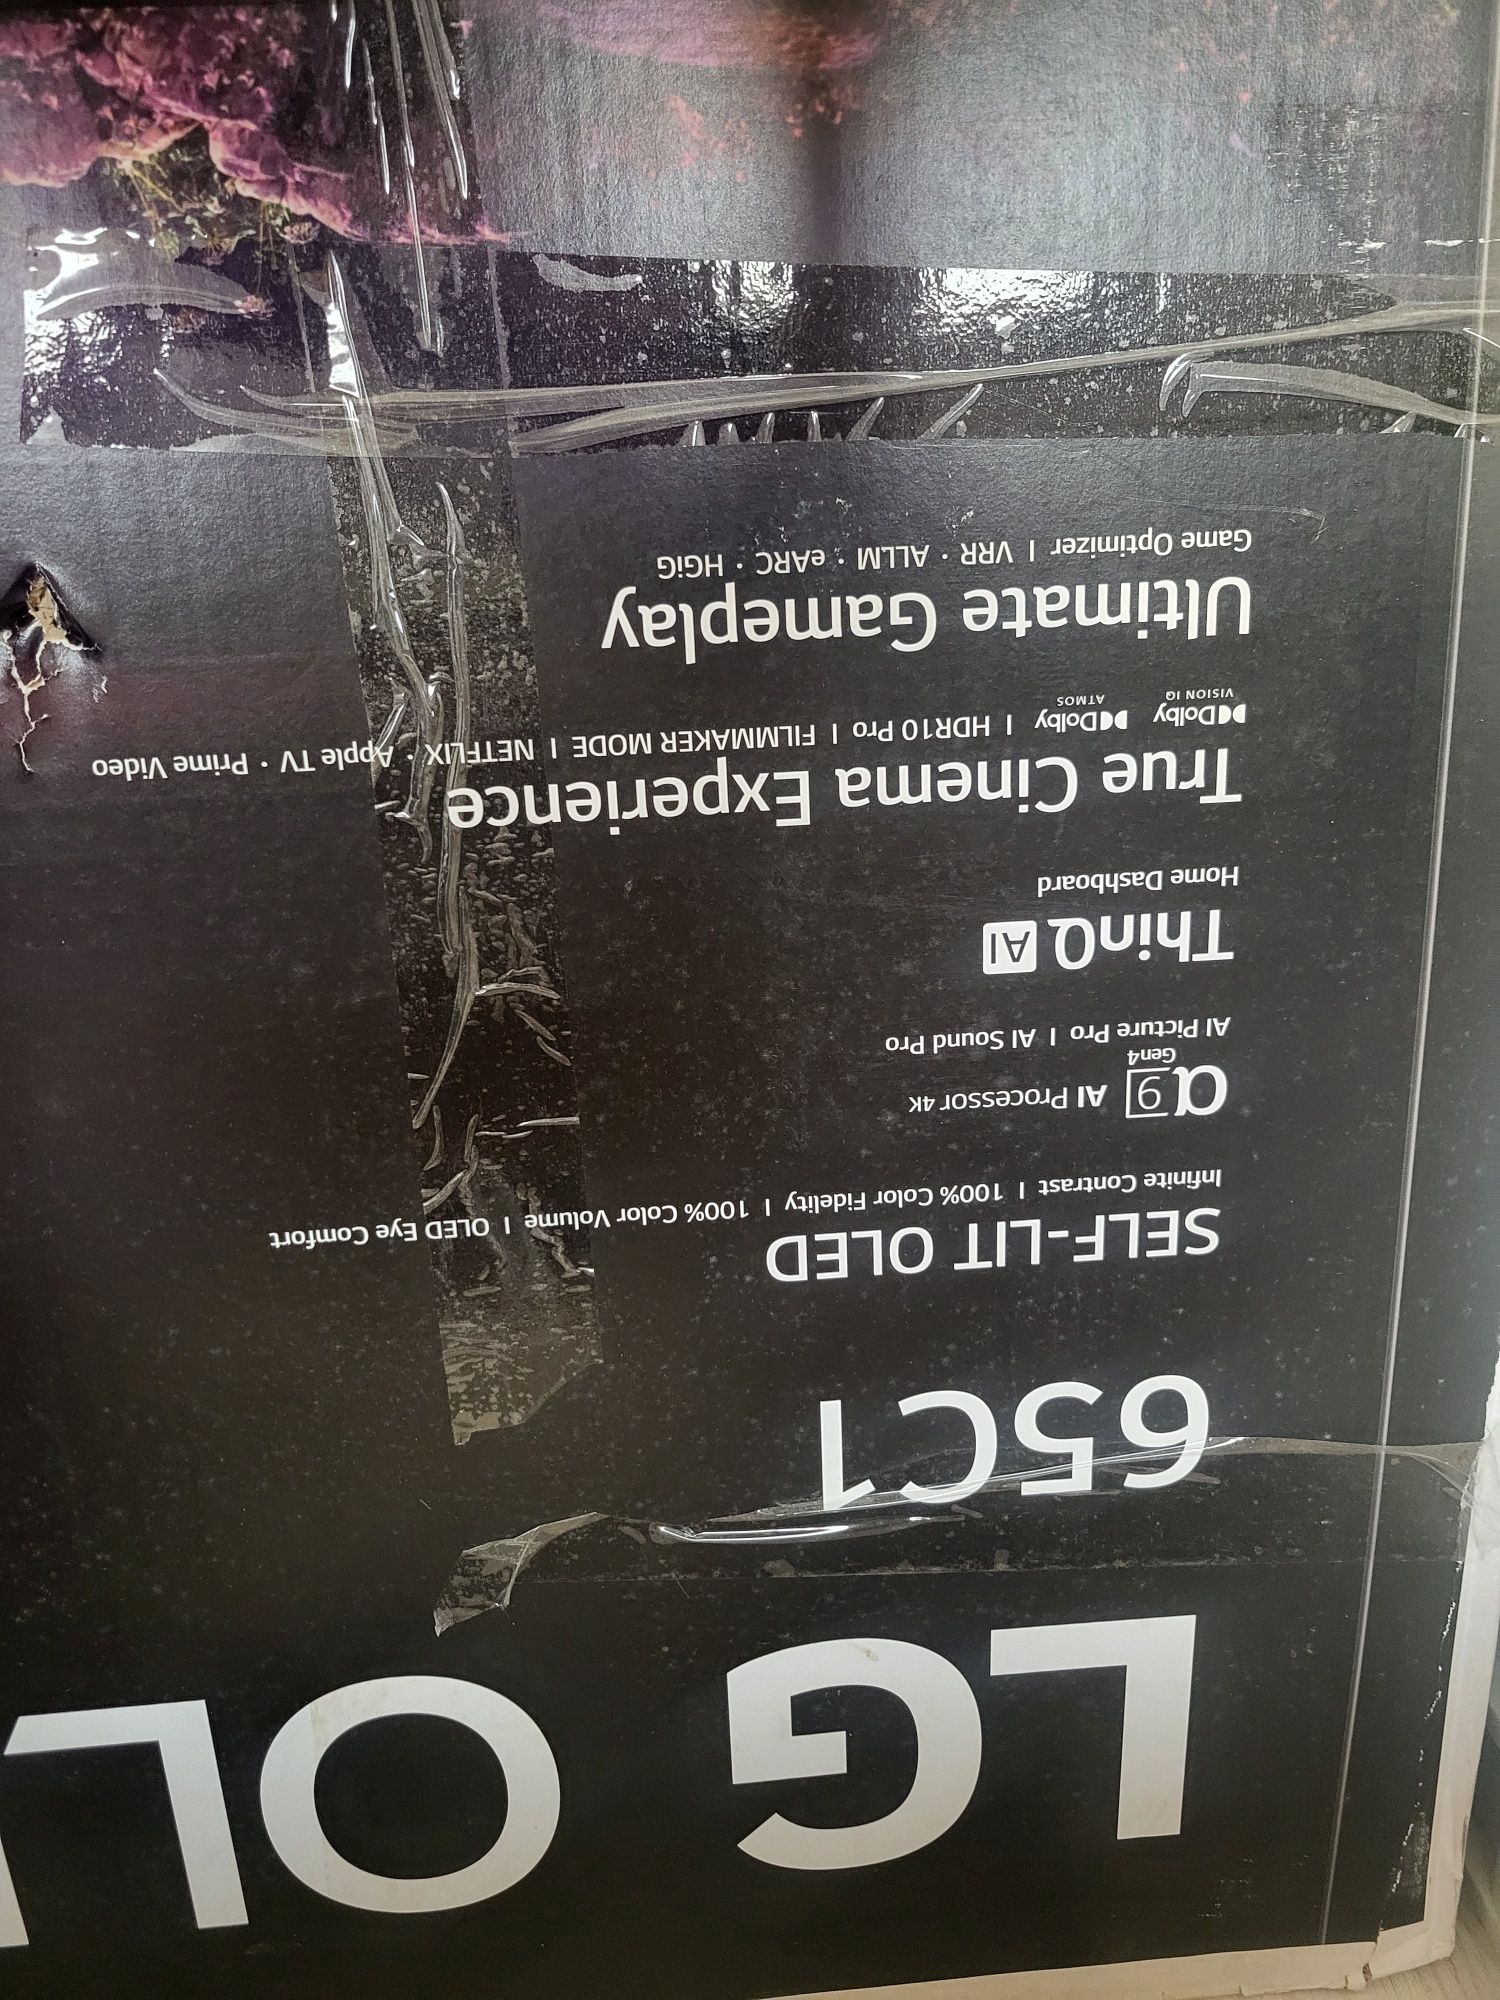 LG OL
65C1
SELF-LIT OLED
Infinite Contrast | 100% Color Fidelity | 100% Color Volume | OLED Eye Comfort
α9 Gen4 AI Processor 4K
AI Picture Pro | AI Sound Pro
ThinQ AI
Home Dashboard
True Cinema Experience
Dolby VISION IQ Dolby ATMOS | HDR10 Pro | FILMMAKER MODE | NETFLIX · Apple TV · Prime Video
Ultimate Gameplay
Game Optimizer | VRR · ALLM · eARC · HGiG